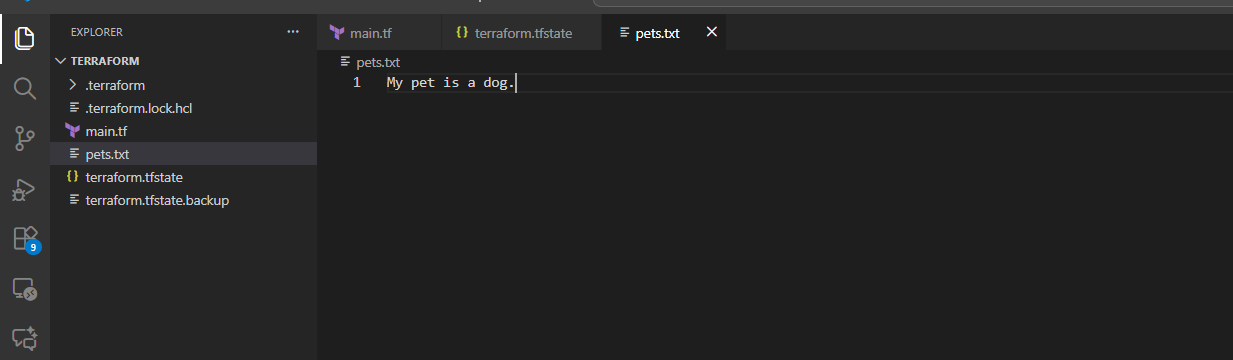 EXPLORER
TERRAFORM
.terraform
.terraform.lock.hcl
main.tf
pets.txt
terraform.tfstate
terraform.tfstate.backup
9
main.tf
terraform.tfstate
pets.txt
pets.txt
1 My pet is a dog.